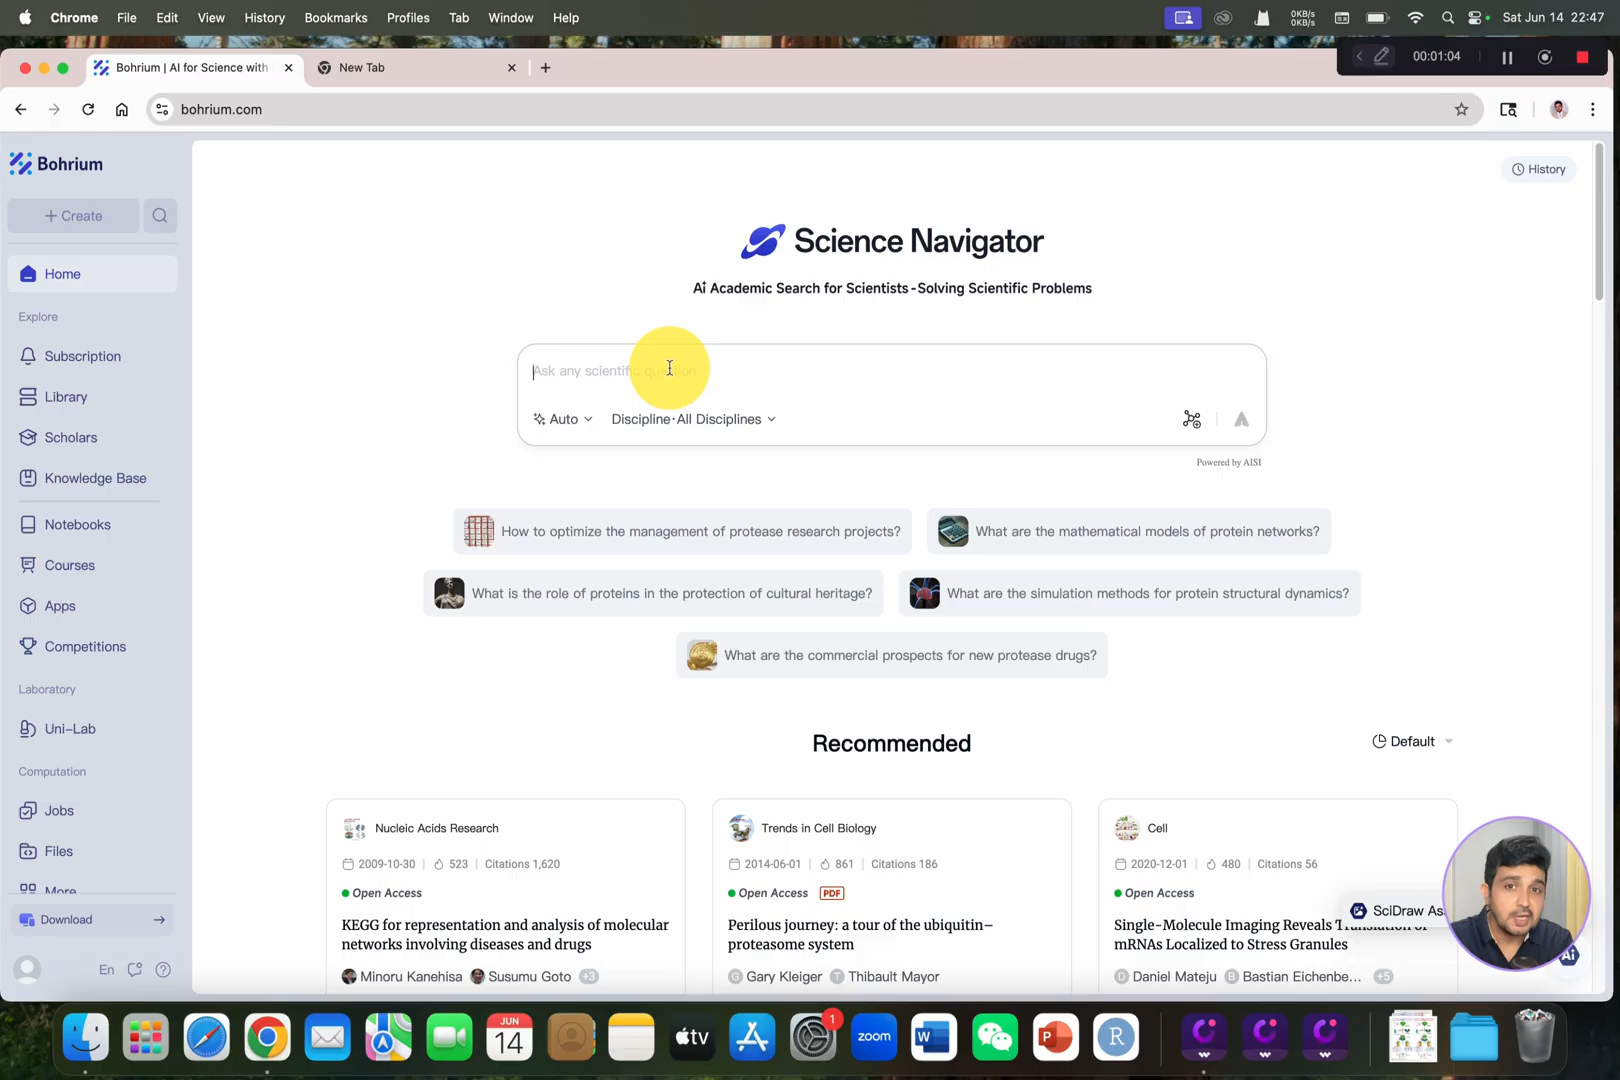 Chrome File Edit View History Bookmarks Profiles Tab Window Help
0KB/s
0KB/s
Sat Jun 14 22:47
Bohrium | AI for Science with
New Tab
00:01:04
bohrium.com
Bohrium
History
+ Create
Science Navigator
Home
Ai Academic Search for Scientists - Solving Scientific Problems
Explore
Subscription
Ask any scientific question
Library
Auto
Discipline·All Disciplines
Scholars
Powered by AISI
Knowledge Base
Notebooks
How to optimize the management of protease research projects?
What are the mathematical models of protein networks?
Courses
What is the role of proteins in the protection of cultural heritage?
What are the simulation methods for protein structural dynamics?
Apps
Competitions
What are the commercial prospects for new protease drugs?
Laboratory
Uni-Lab
Recommended
Default
Computation
Jobs
Files
More
Download
En
Nucleic Acids Research
2009-10-30 | 523 | Citations 1,620
Open Access
KEGG for representation and analysis of molecular
networks involving diseases and drugs
Minoru Kanehisa Susumu Goto +3
Trends in Cell Biology
2014-06-01 | 861 | Citations 186
Open Access PDF
Perilous journey: a tour of the ubiquitin–
proteasome system
G Gary Kleiger T Thibault Mayor
Cell
2020-12-01 | 480 | Citations 56
Open Access
SciDraw As
Single-Molecule Imaging Reveals Translation of
mRNAs Localized to Stress Granules
D Daniel Mateju B Bastian Eichenbe... +5
Ai
JUN
14
tv
1
zoom
W
P
R